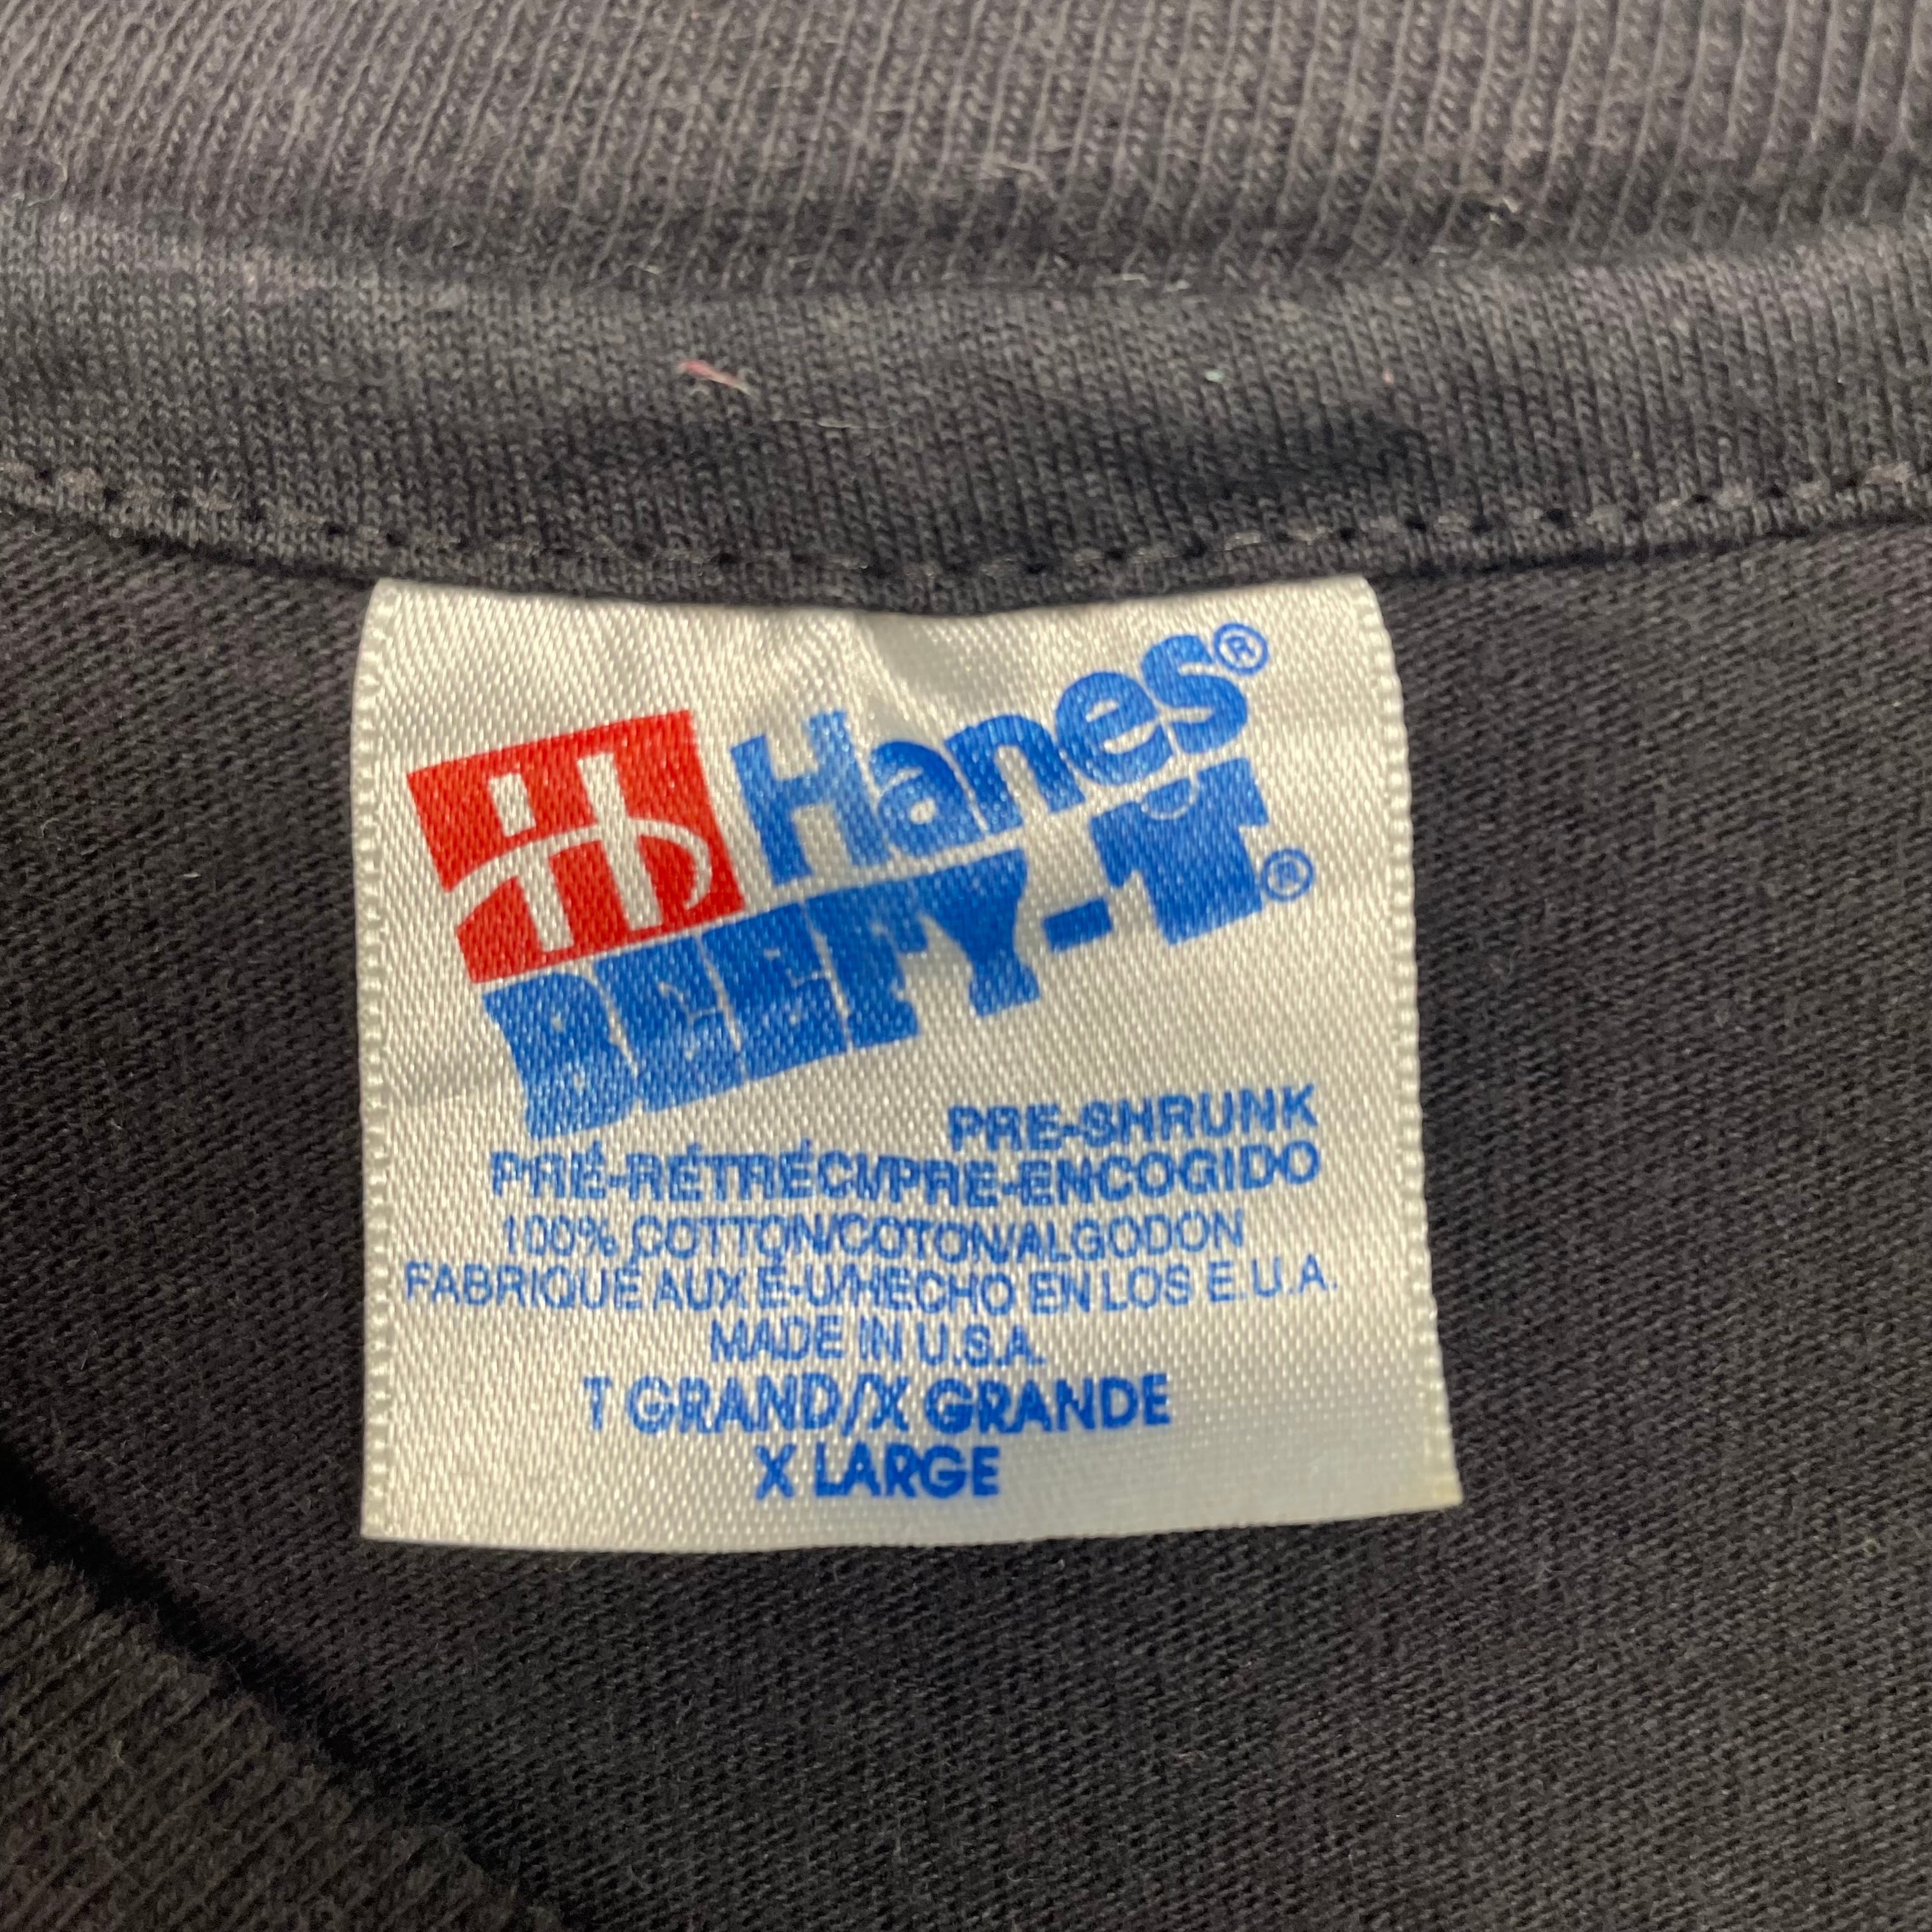 Hanes®
BEEFY-T®
PRE-SHRUNK
PRÉ-RÉTRÉCI/PRE-ENCOGIDO
100% COTTON/COTON/ALGODON
FABRIQUÉ AUX É-U/HECHO EN LOS E.U.A.
MADE IN U.S.A.
T GRAND/X GRANDE
X LARGE